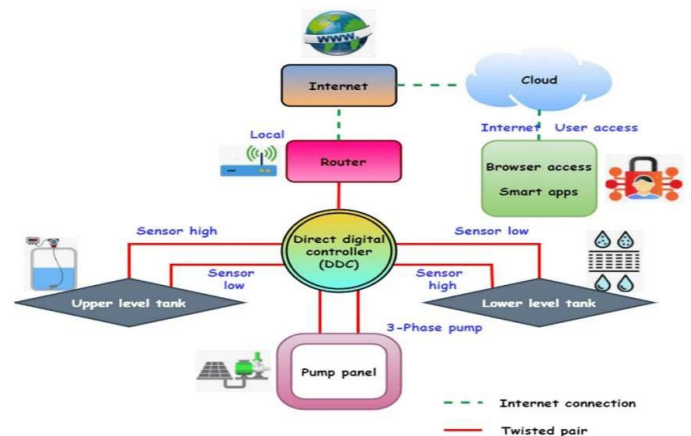 WWW.
Internet
Cloud
Internet User access
Local
Router
Browser access
Smart apps
Sensor high
Direct digital
controller
(DDC)
Sensor low
Sensor
low
Sensor
high
Upper level tank
Lower level tank
3-Phase pump
Pump panel
Internet connection
Twisted pair